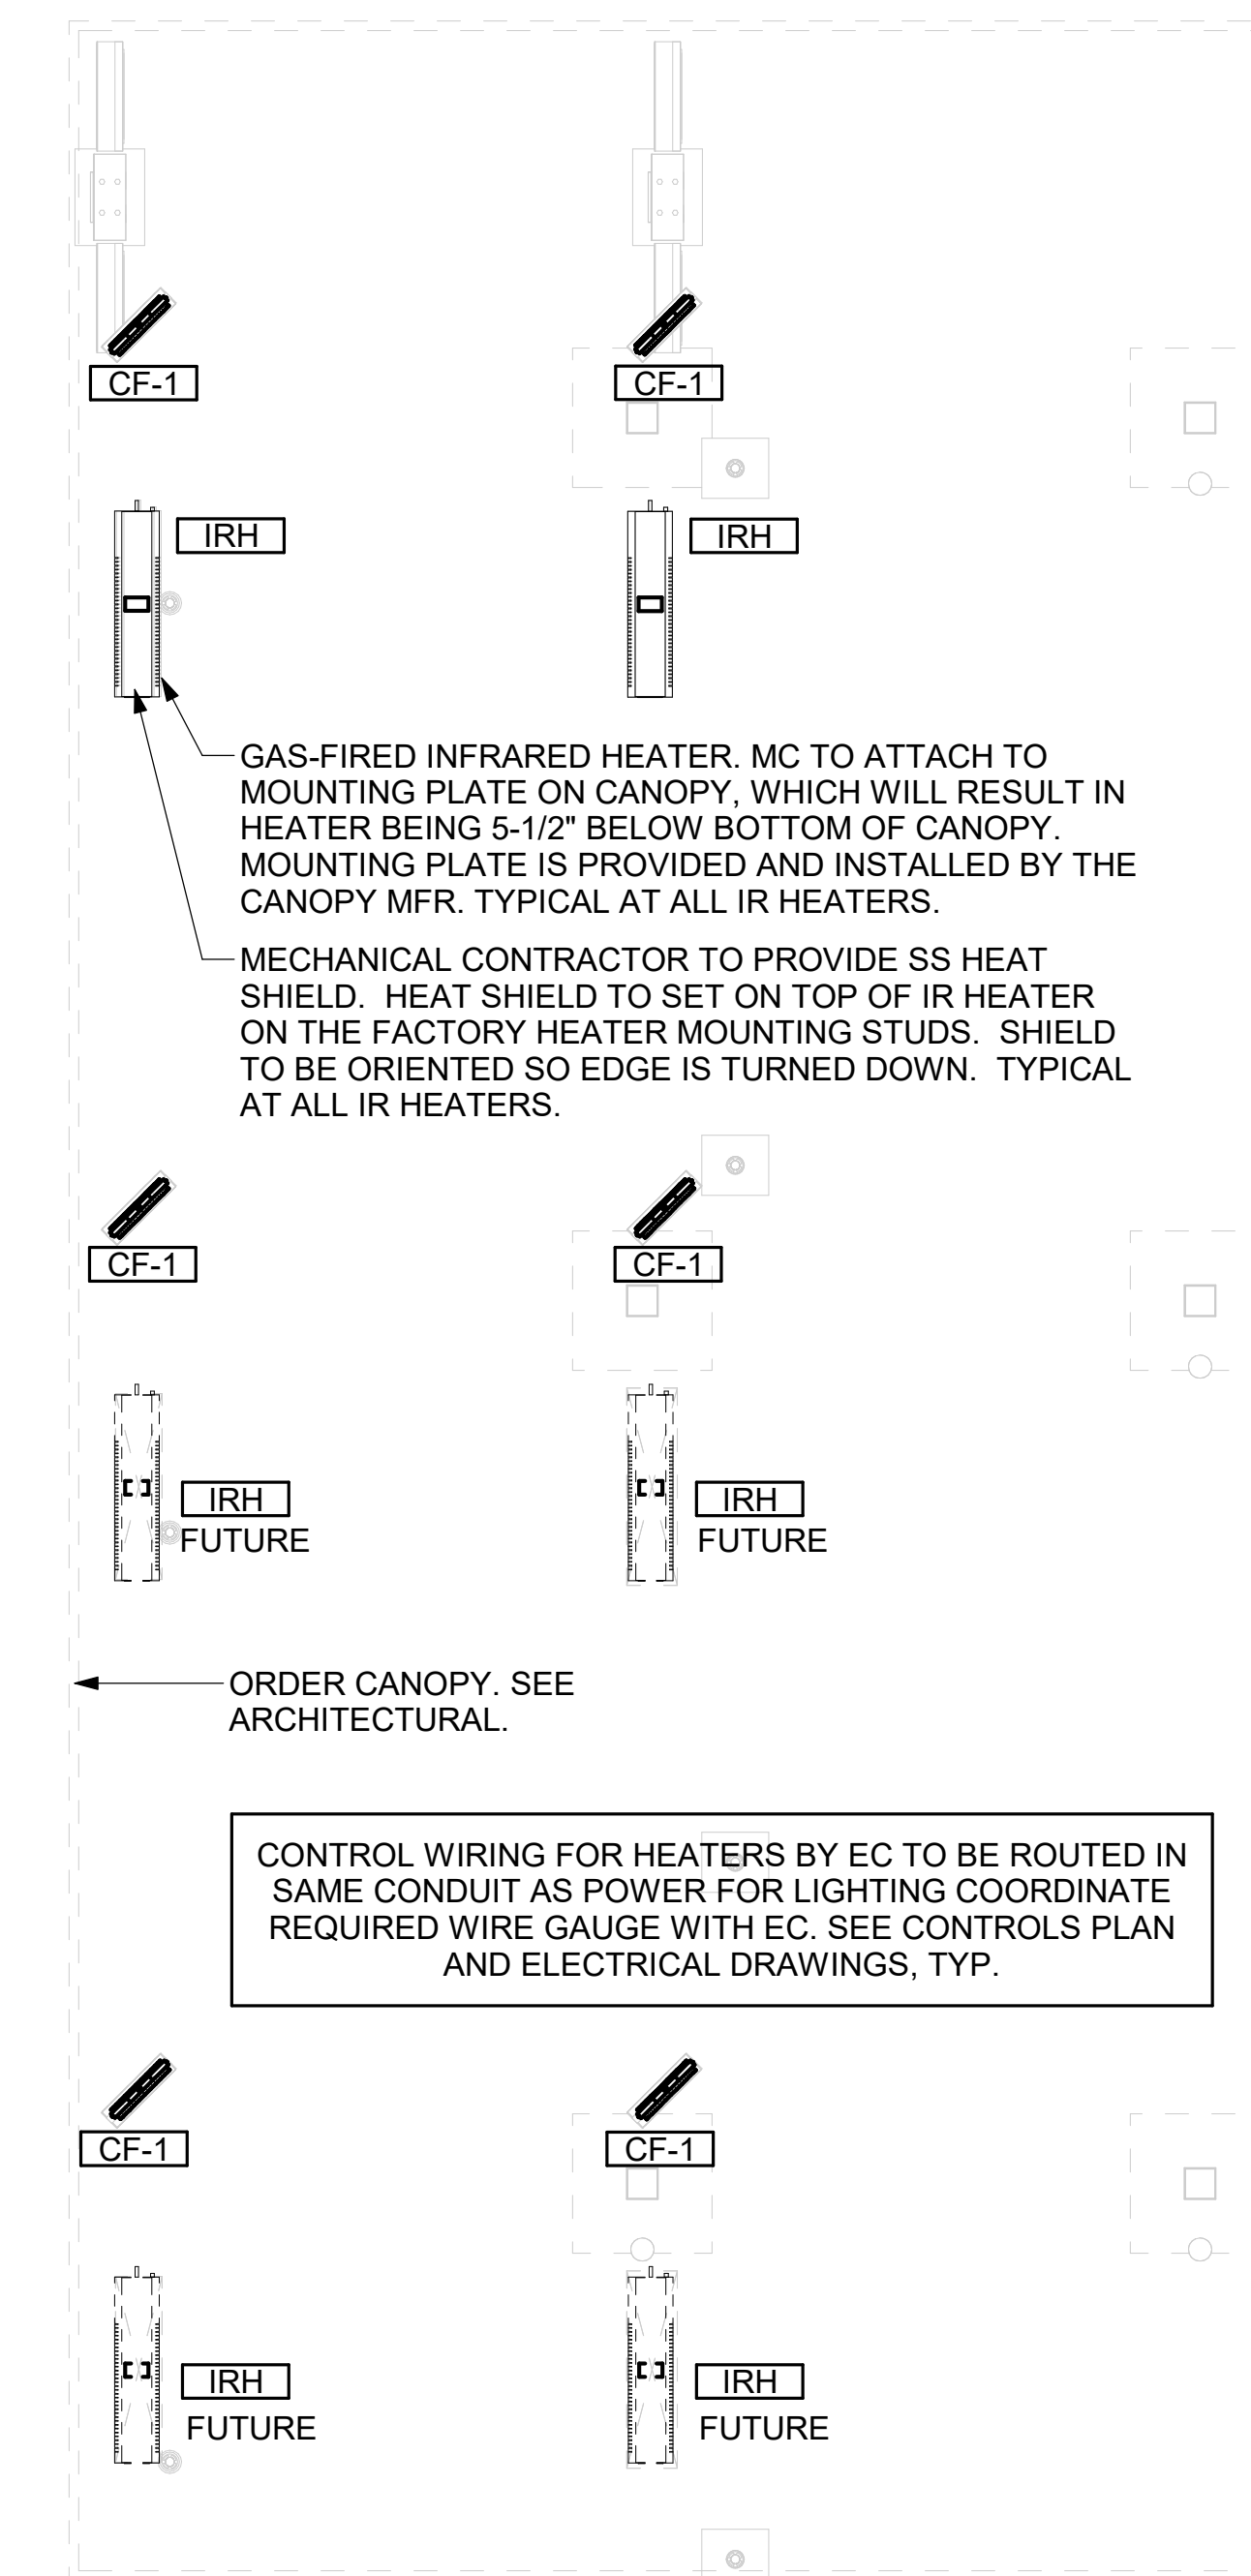 CF-1
CF-1
IRH
IRH
GAS-FIRED INFRARED HEATER. MC TO ATTACH TO
MOUNTING PLATE ON CANOPY, WHICH WILL RESULT IN
HEATER BEING 5-1/2" BELOW BOTTOM OF CANOPY.
MOUNTING PLATE IS PROVIDED AND INSTALLED BY THE
CANOPY MFR. TYPICAL AT ALL IR HEATERS.
MECHANICAL CONTRACTOR TO PROVIDE SS HEAT
SHIELD.  HEAT SHIELD TO SET ON TOP OF IR HEATER
ON THE FACTORY HEATER MOUNTING STUDS.  SHIELD
TO BE ORIENTED SO EDGE IS TURNED DOWN.  TYPICAL
AT ALL IR HEATERS.
CF-1
CF-1
IRH
FUTURE
IRH
FUTURE
ORDER CANOPY. SEE
ARCHITECTURAL.
CONTROL WIRING FOR HEATERS BY EC TO BE ROUTED IN
SAME CONDUIT AS POWER FOR LIGHTING COORDINATE
REQUIRED WIRE GAUGE WITH EC. SEE CONTROLS PLAN
AND ELECTRICAL DRAWINGS, TYP.
CF-1
CF-1
IRH
FUTURE
IRH
FUTURE